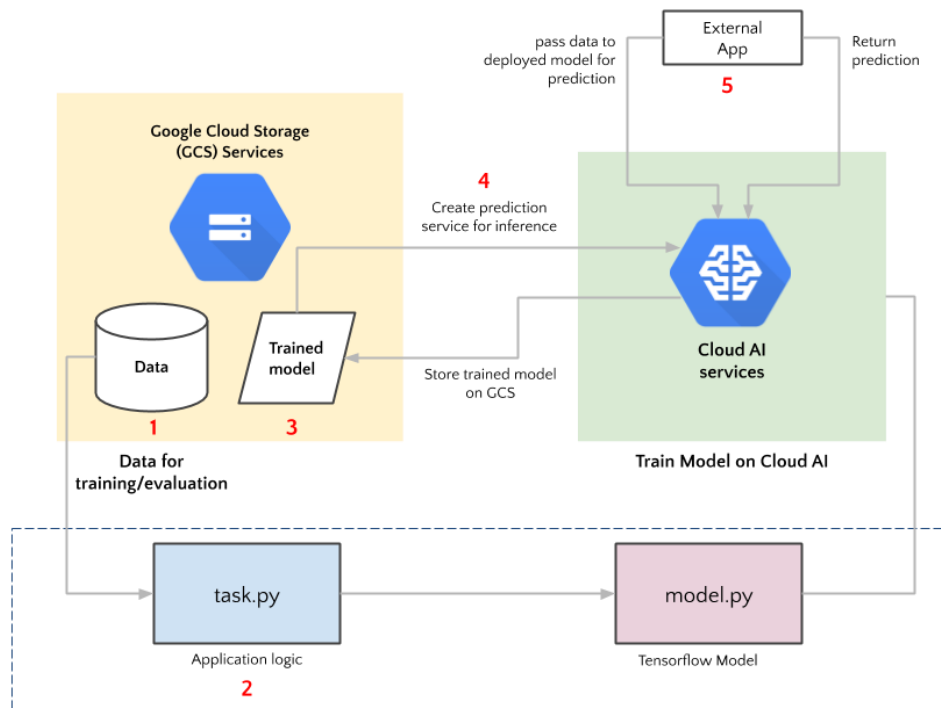 External
App
5
pass data to
deployed model for
prediction
Return
prediction
Google Cloud Storage
(GCS) Services
4
Create prediction
service for inference
Data
1
Trained
model
3
Store trained model
on GCS
Cloud AI
services
Data for
training/evaluation
Train Model on Cloud AI
task.py
Application logic
2
model.py
Tensorflow Model